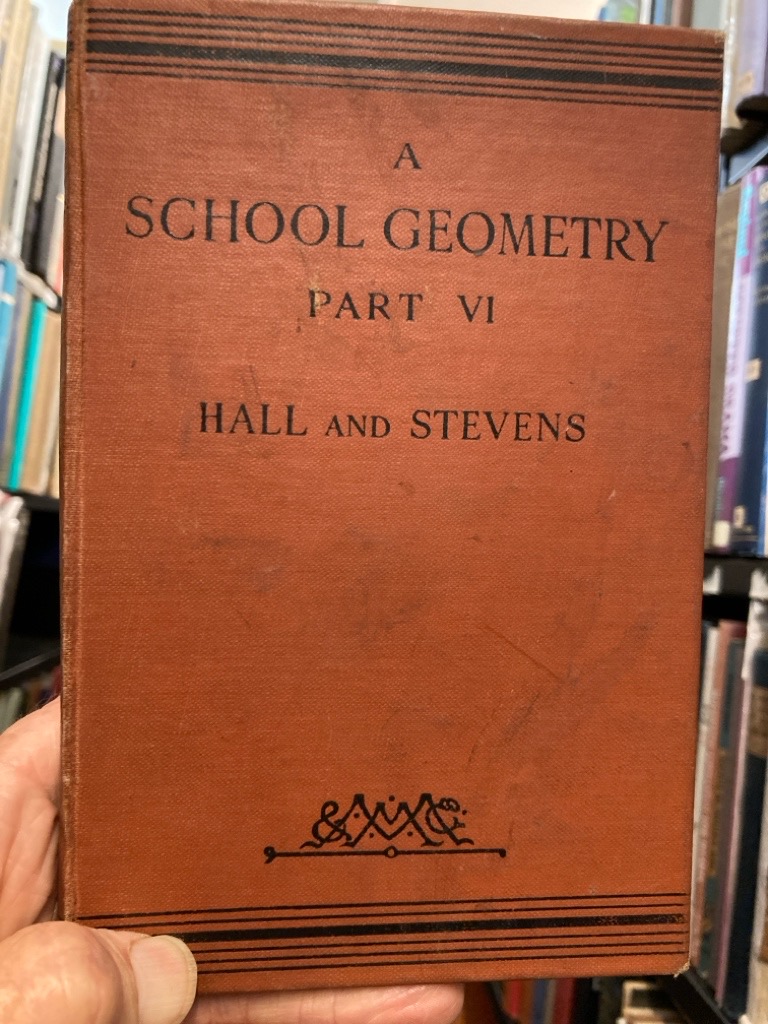 A
SCHOOL GEOMETRY
PART VI
HALL AND STEVENS